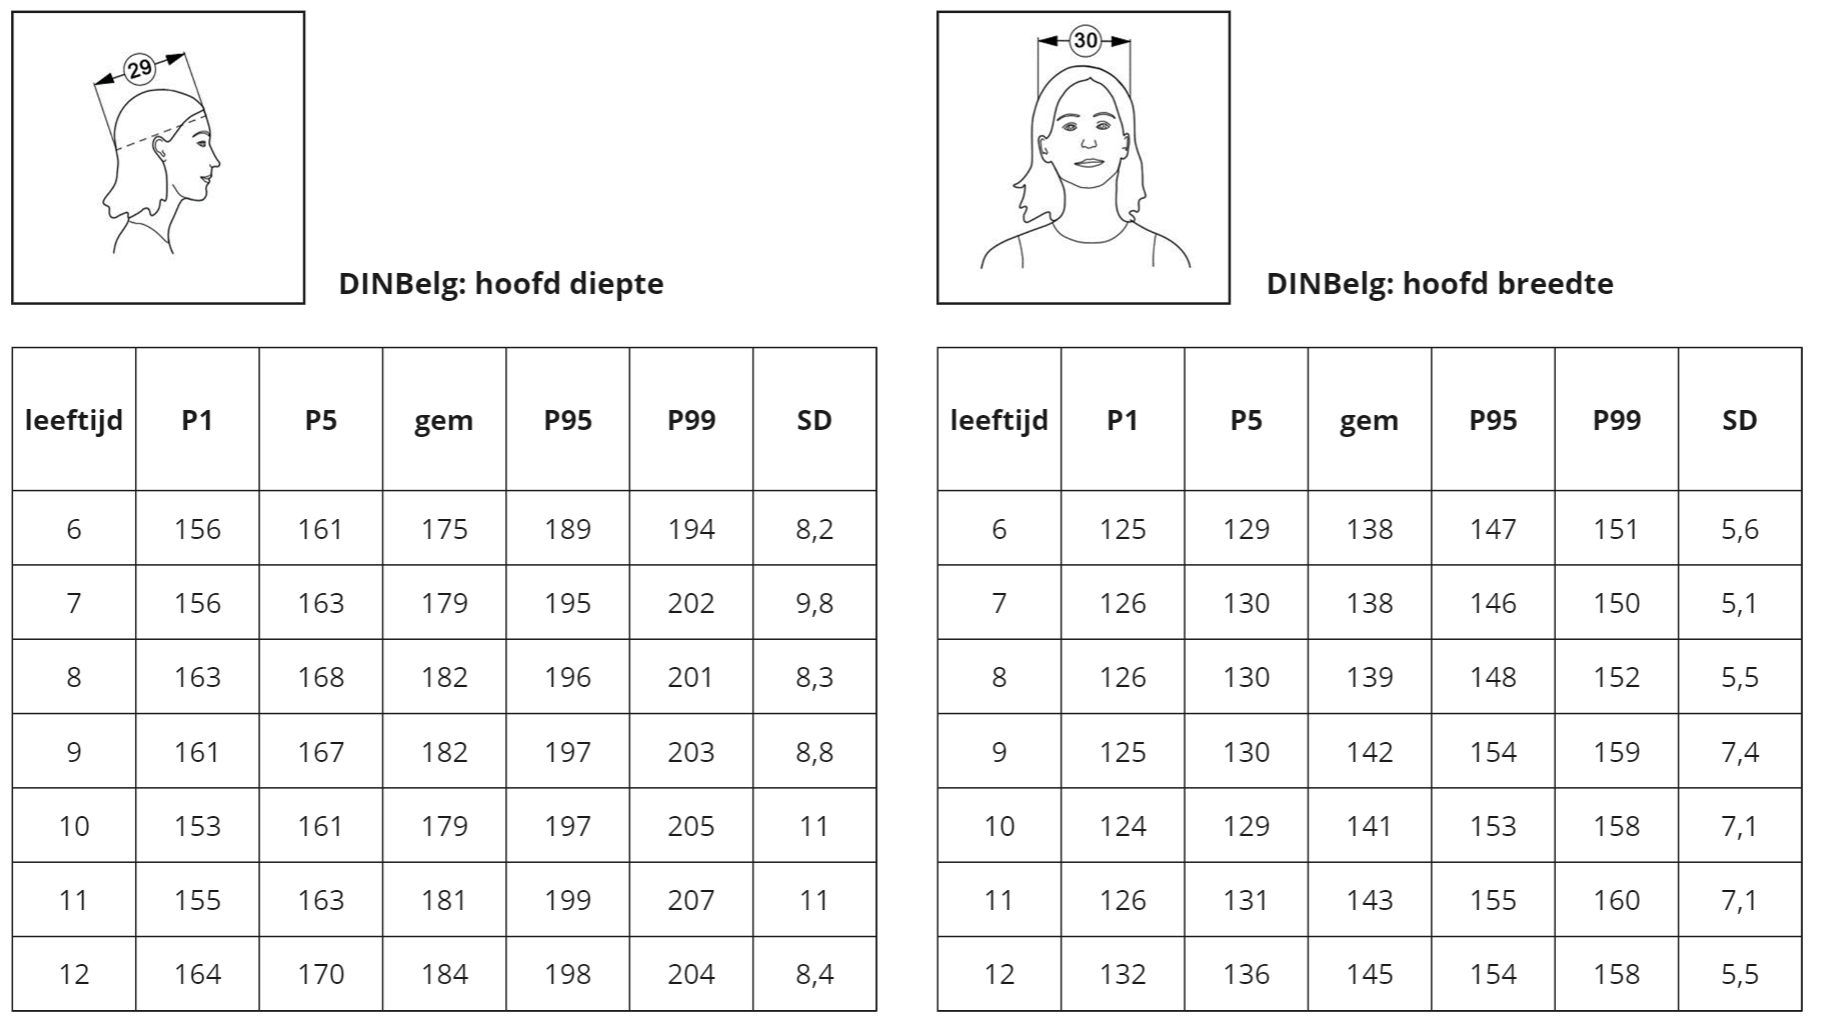 29
DINBelg: hoofd diepte
leeftijd P1 P5 gem P95 P99 SD
6 156 161 175 189 194 8,2
7 156 163 179 195 202 9,8
8 163 168 182 196 201 8,3
9 161 167 182 197 203 8,8
10 153 161 179 197 205 11
11 155 163 181 199 207 11
12 164 170 184 198 204 8,4
30
DINBelg: hoofd breedte
leeftijd P1 P5 gem P95 P99 SD
6 125 129 138 147 151 5,6
7 126 130 138 146 150 5,1
8 126 130 139 148 152 5,5
9 125 130 142 154 159 7,4
10 124 129 141 153 158 7,1
11 126 131 143 155 160 7,1
12 132 136 145 154 158 5,5